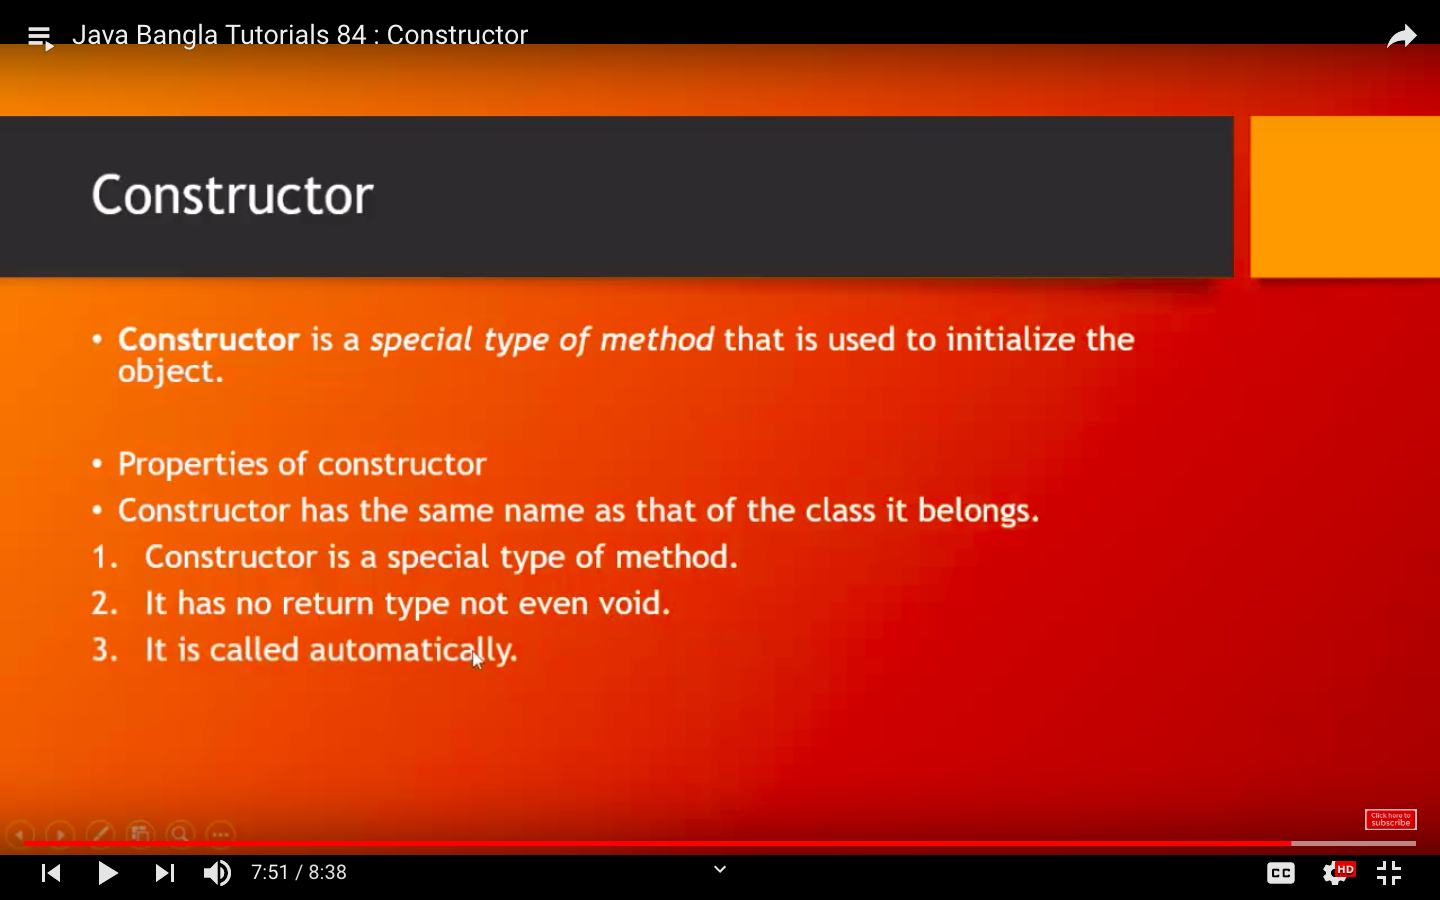 Java Bangla Tutorials 84 : Constructor
Constructor
• Constructor is a special type of method that is used to initialize the
object.
• Properties of constructor
• Constructor has the same name as that of the class it belongs.
1. Constructor is a special type of method.
2. It has no return type not even void.
3. It is called automatically.
Click here to
subscribe
7:51 / 8:38
CC
HD